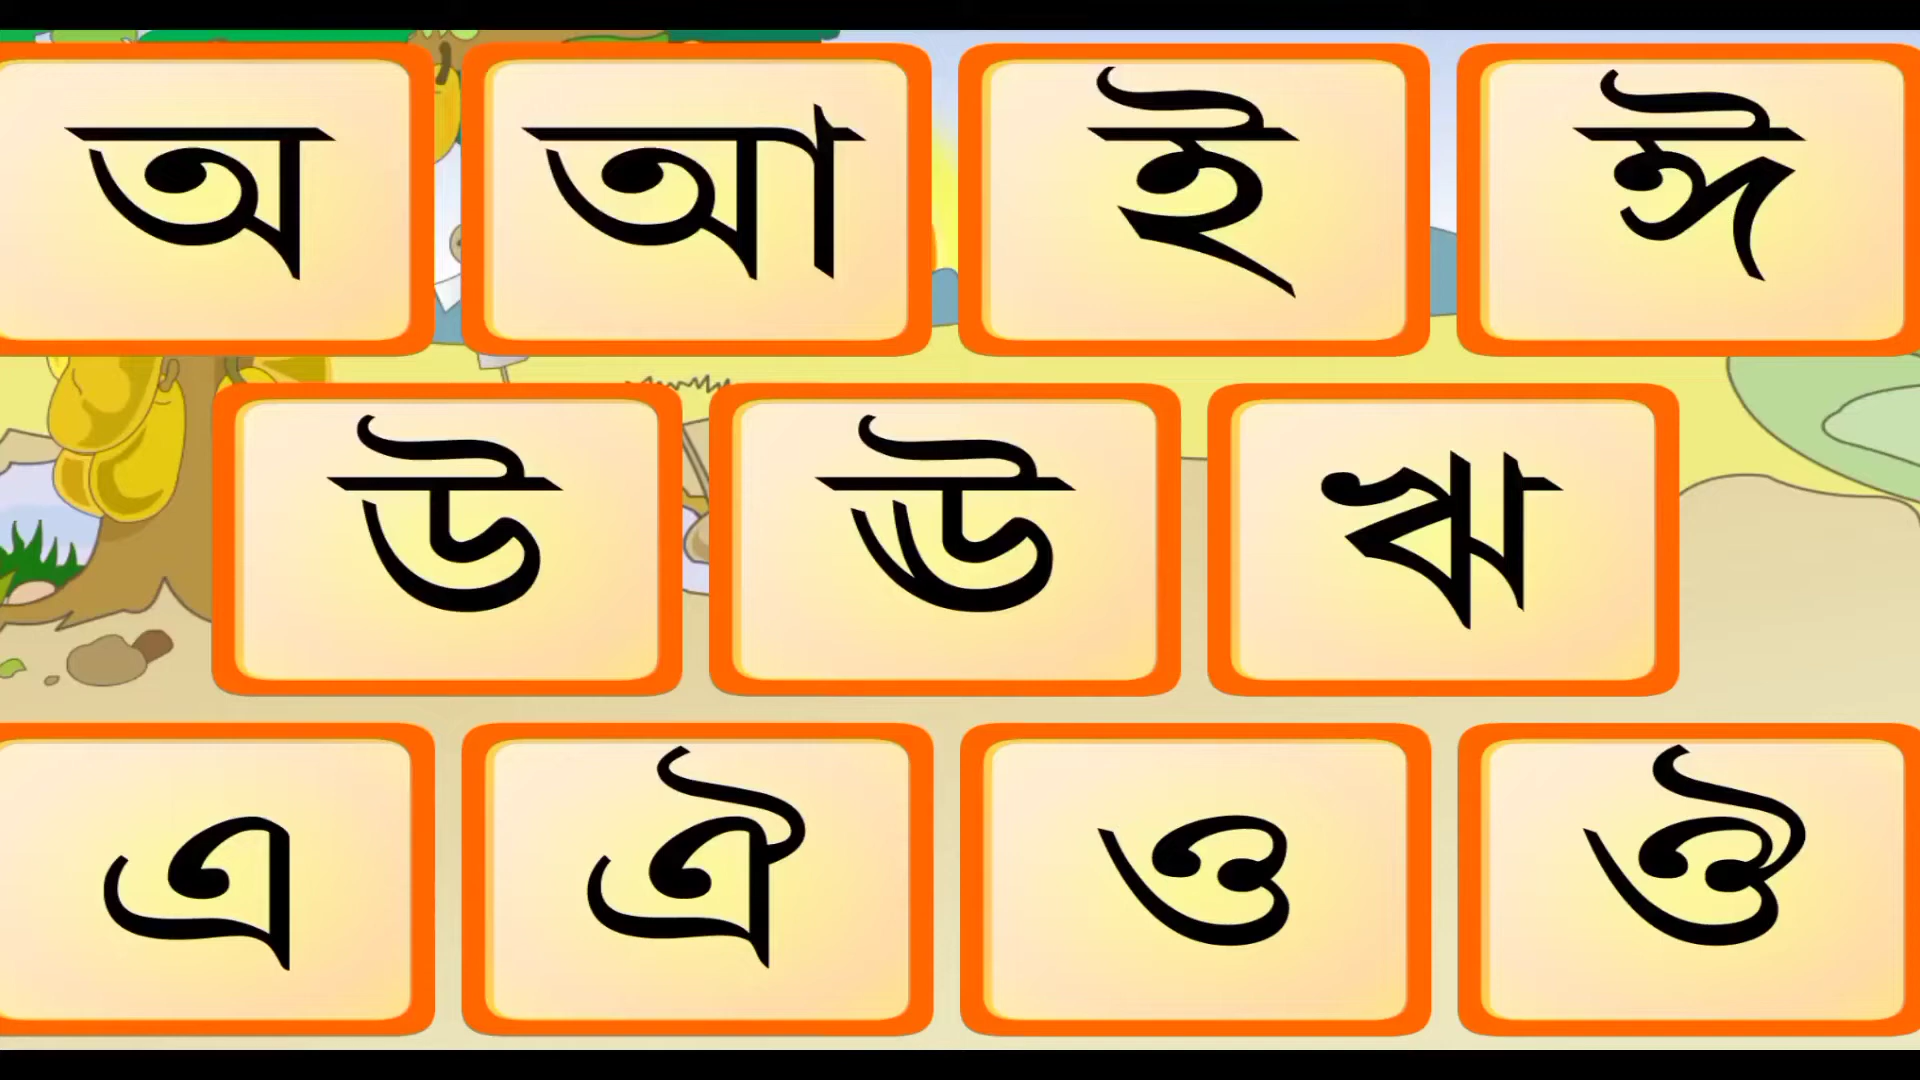 অ আ ই ঈ
উ ঊ ঋ
এ ঐ ও ঔ